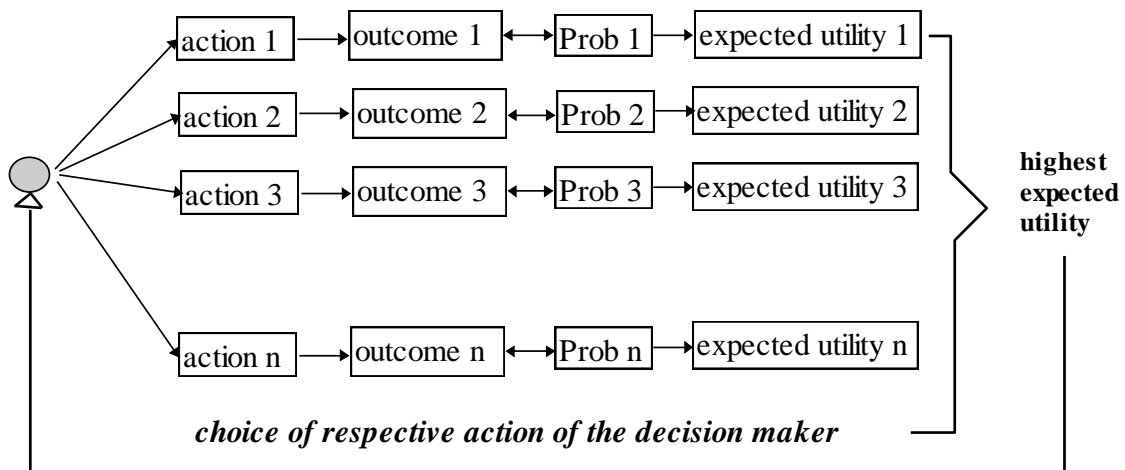 action 1 outcome 1 Prob 1 expected utility 1
action 2 outcome 2 Prob 2 expected utility 2
action 3 outcome 3 Prob 3 expected utility 3
highest
expected
utility
action n outcome n Prob n expected utility n
choice of respective action of the decision maker